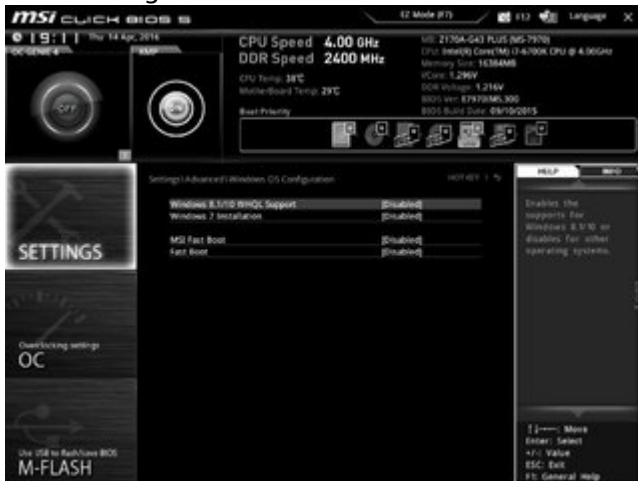 msi CLICK BIOS 5
EZ Mode (F7)
F12
Language
X
Thu 14 Apr, 2016
OC GENIE 4
XMP
OFF
CPU Speed 4.00 GHz
DDR Speed 2400 MHz
CPU Temp: 38°C
MotherBoard Temp: 29°C
MB: Z170A-G43 PLUS (MS-7970)
CPU: Intel(R) Core(TM) i7-6700K CPU @ 4.00GHz
Memory Size: 16384MB
VCore: 1.296V
DDR Voltage: 1.216V
BIOS Ver: E7970IMS.300
BIOS Build Date: 09/10/2015
Boot Priority
SETTINGS
Overclocking settings
OC
Use USB to flash/save BIOS
M-FLASH
Settings\Advanced\Windows OS Configuration
HOT KEY
Windows 8.1/10 WHQL Support [Disabled]
Windows 7 Installation [Disabled]
MSI Fast Boot [Disabled]
Fast Boot [Disabled]
HELP
INFO
Enables the
supports for
Windows 8.1/10 or
disables for other
operating systems.
Move
Enter: Select
+/-: Value
ESC: Exit
F1: General Help